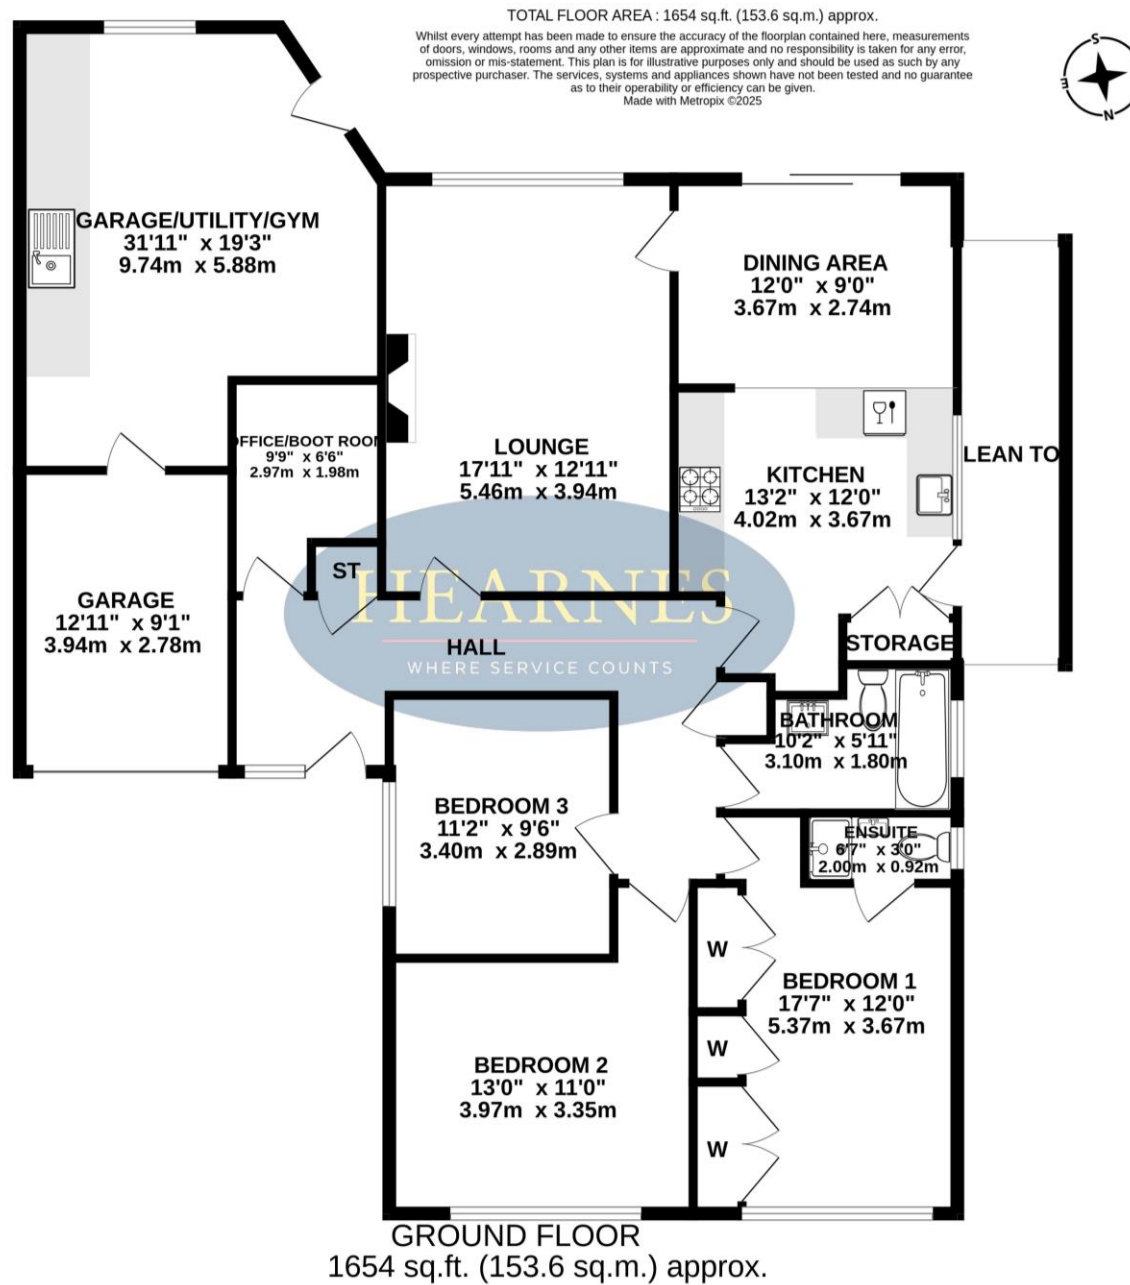 TOTAL FLOOR AREA : 1654 sq.ft. (153.6 sq.m.) approx.
Whilst every attempt has been made to ensure the accuracy of the floorplan contained here, measurements
of doors, windows, rooms and any other items are approximate and no responsibility is taken for any error,
omission or mis-statement. This plan is for illustrative purposes only and should be used as such by any
prospective purchaser. The services, systems and appliances shown have not been tested and no guarantee
as to their operability or efficiency can be given.
Made with Metropix ©2025
S
E
N
GARAGE/UTILITY/GYM
31'11" x 19'3"
9.74m x 5.88m
DINING AREA
12'0" x 9'0"
3.67m x 2.74m
OFFICE/BOOT ROOM
9'9" x 6'6"
2.97m x 1.98m
LOUNGE
17'11" x 12'11"
5.46m x 3.94m
KITCHEN
13'2" x 12'0"
4.02m x 3.67m
LEAN TO
ST
GARAGE
12'11" x 9'1"
3.94m x 2.78m
HEARNES
HALL
WHERE SERVICE COUNTS
STORAGE
BATHROOM
10'2" x 5'11"
3.10m x 1.80m
BEDROOM 3
11'2" x 9'6"
3.40m x 2.89m
ENSUITE
6'7" x 3'0"
2.00m x 0.92m
W
BEDROOM 1
17'7" x 12'0"
5.37m x 3.67m
W
BEDROOM 2
13'0" x 11'0"
3.97m x 3.35m
W
GROUND FLOOR
1654 sq.ft. (153.6 sq.m.) approx.